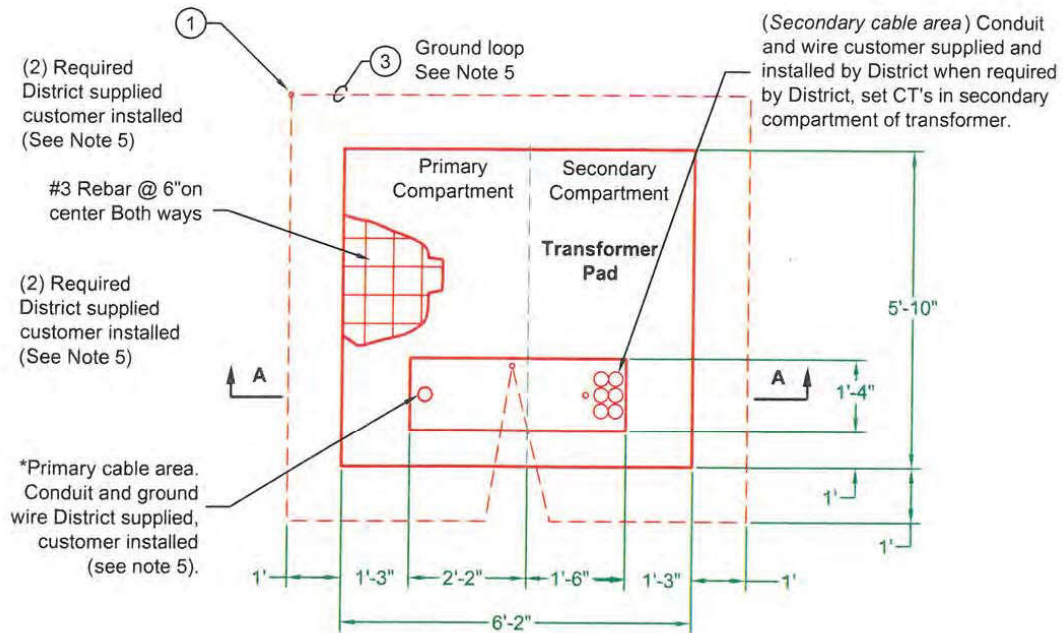 1
3
Ground loop
See Note 5
(Secondary cable area) Conduit
and wire customer supplied and
installed by District when required
by District, set CT's in secondary
compartment of transformer.
(2) Required
District supplied
customer installed
(See Note 5)
#3 Rebar @ 6"on
center Both ways
Primary
Compartment
Secondary
Compartment
Transformer
Pad
(2) Required
District supplied
customer installed
(See Note 5)
5'-10"
A
A
1'-4"
*Primary cable area.
Conduit and ground
wire District supplied,
customer installed
(see note 5).
1'
1'
1'
1'-3"
2'-2"
1'-6"
1'-3"
1'
6'-2"